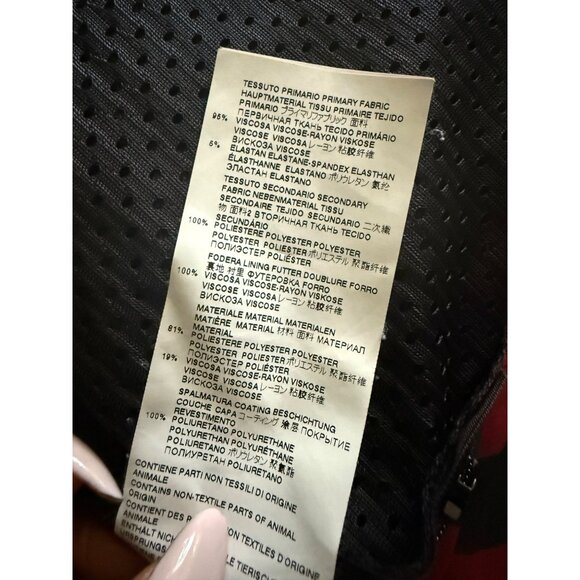 TESSUTO PRIMARIO PRIMARY FABRIC
HAUPTMATERIAL TISSU PRIMAIRE TEJIDO
PRIMARIO プライマリファブリック 面料
ПЕРВИЧНАЯ ТКАНЬ TECIDO PRIMÁRIO
95% VISCOSA VISCOSE-RAYON VISKOSE
VISCOSE VISCOSA レーヨン 粘胶纤维
ВИСКОЗА VISCOSE
5% ELASTAN ELASTANE-SPANDEX ELASTHAN
ÉLASTHANNE ELASTANO ポリウレタン 氨纶
ЭЛАСТАН ELASTANO
TESSUTO SECONDARIO SECONDARY
FABRIC NEBENMATERIAL TISSU
SECONDAIRE TEJIDO SECUNDARIO 二次織
物 面料2 ВТОРИЧНАЯ ТКАНЬ TECIDO
SECUNDÁRIO
100% POLIESTERE POLYESTER POLYESTER
POLYESTER POLIÉSTER ポリエステル 聚酯纤维
ПОЛИЭСТЕР POLIÉSTER
FODERA LINING FUTTER DOUBLURE FORRO
裏地 衬里 ФУТЕРОВКА FORRO
100% VISCOSA VISCOSE-RAYON VISKOSE
VISCOSE VISCOSA レーヨン 粘胶纤维
ВИСКОЗА VISCOSE
MATERIALE MATERIAL MATERIALEN
MATIÈRE MATERIAL 材料 面料 МАТЕРИАЛ
MATERIAL
81% POLIESTERE POLYESTER POLYESTER
POLYESTER POLIÉSTER ポリエステル 聚酯纤维
ПОЛИЭСТЕР POLIÉSTER
19% VISCOSA VISCOSE-RAYON VISKOSE
VISCOSE VISCOSA レーヨン 粘胶纤维
ВИСКОЗА VISCOSE
SPALMATURA COATING BESCHICHTUNG
COUCHE CAPA コーティング 涂层 ПОКРЫТИЕ
REVESTIMENTO
100% POLIURETANO POLYURETHANE
POLYURETHAN POLYURÉTHANE
POLIURETANO ポリウレタン 聚氨酯
ПОЛИУРЕТАН POLIURETANO
CONTIENE PARTI NON TESSILI DI ORIGINE
ANIMALE
CONTAINS NON-TEXTILE PARTS OF ANIMAL
ORIGIN
CONTIENT DES PARTIES NON TEXTILES D'ORIGINE
ANIMALE
ENTHÄLT NICHT TIERISCHEN
URSPRUNGS